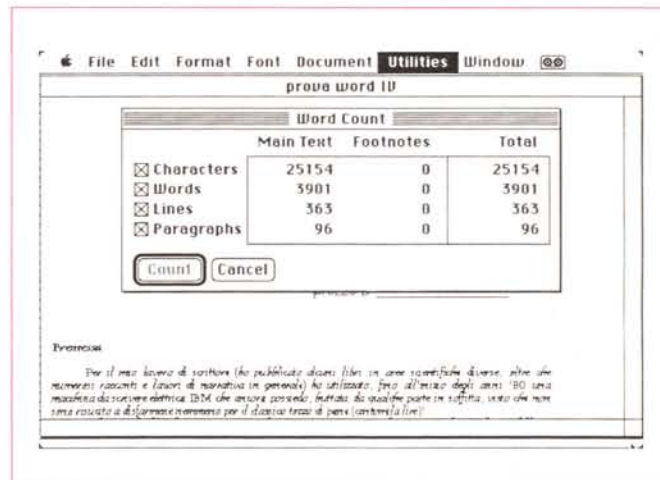 File Edit Format Font Document Utilities Window
prova word IV
Word Count
Main Text Footnotes Total
Characters 25154 0 25154
Words 3901 0 3901
Lines 363 0 363
Paragraphs 96 0 96
Count Cancel
Premessa
Per il mio lavoro di scrittore (ho pubblicato alcuni libri in aree scientifiche diverse, oltre che
numerosi racconti e lavori di narrativa in generale) ho utilizzato, fino all'inizio degli anni '80 una
macchina da scrivere elettrica IBM che ancora possiedo, buttata da qualche parte in soffitta, visto che non
sono riuscito a disfarmene nemmeno per il classico tozzo di pane (centomila lire)!